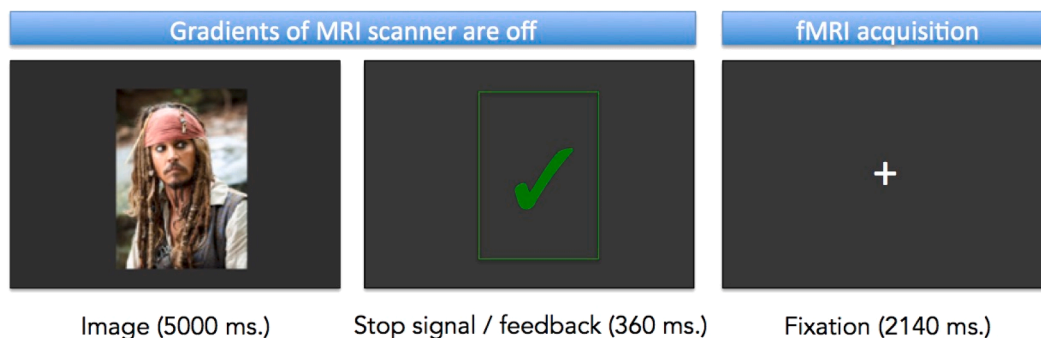 Gradients of MRI scanner are off
fMRI acquisition
Image (5000 ms.)
Stop signal / feedback (360 ms.)
Fixation (2140 ms.)